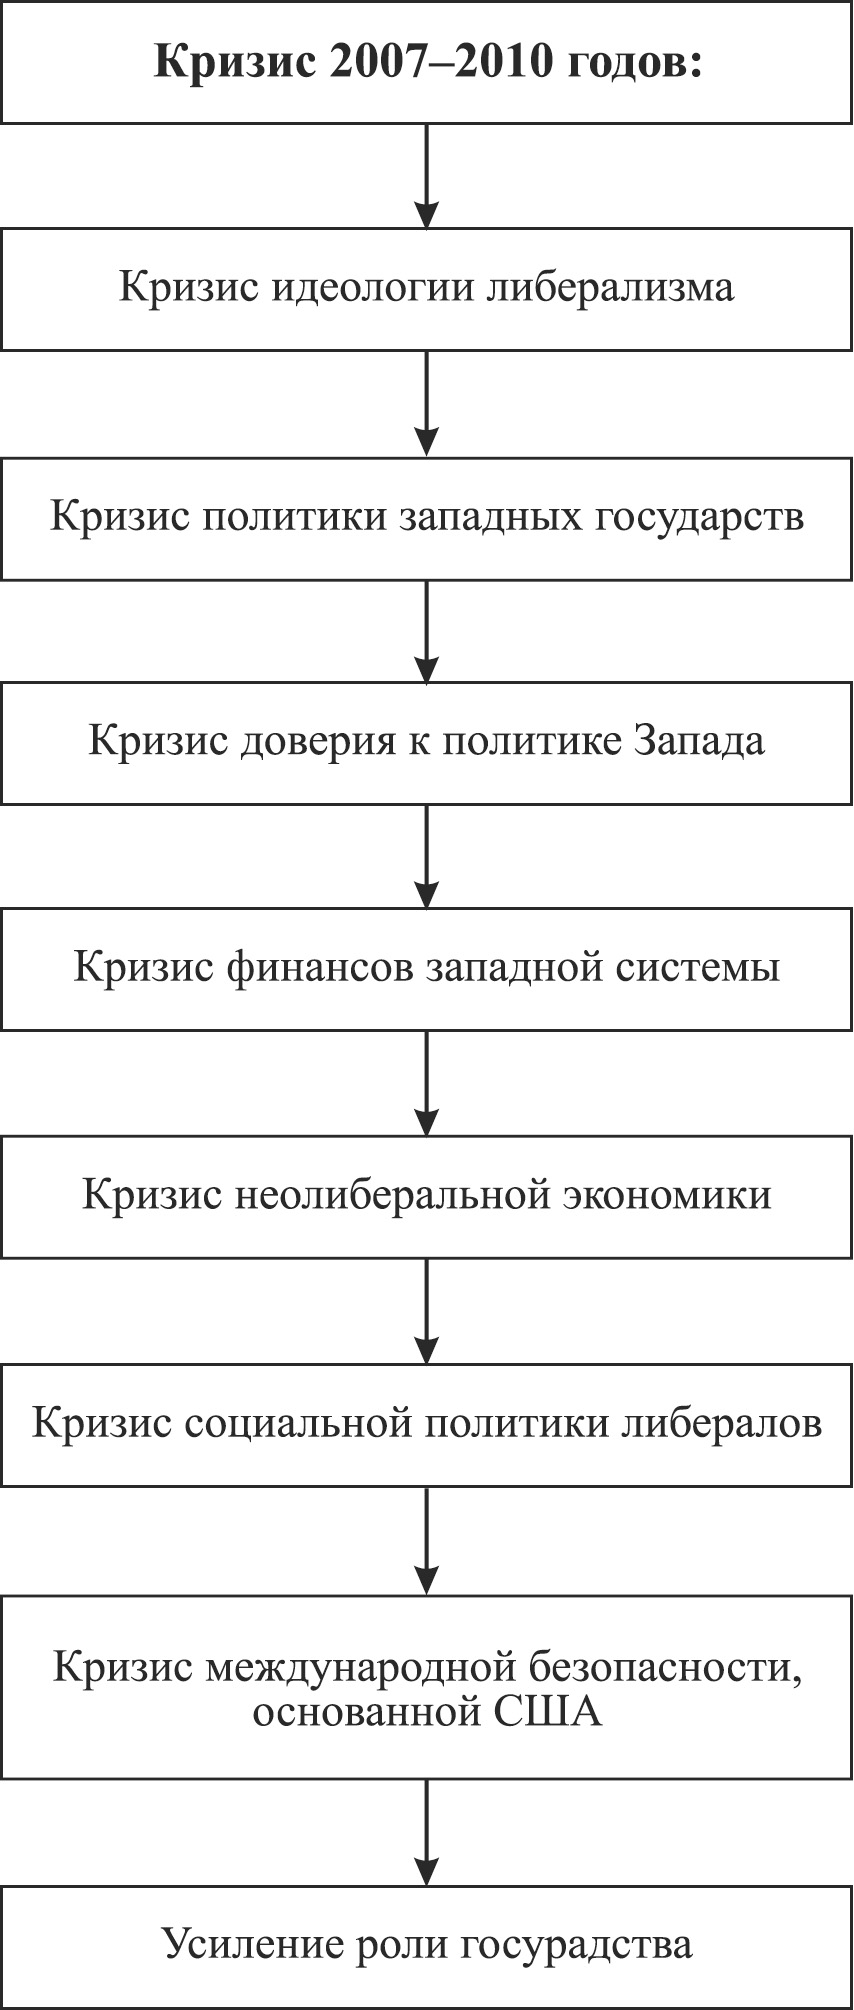 Кризис 2007–2010 годов:
Кризис идеологии либерализма
Кризис политики западных государств
Кризис доверия к политике Запада
Кризис финансов западной системы
Кризис неолиберальной экономики
Кризис социальной политики либералов
Кризис международной безопасности,
основанной США
Усиление роли госурадства